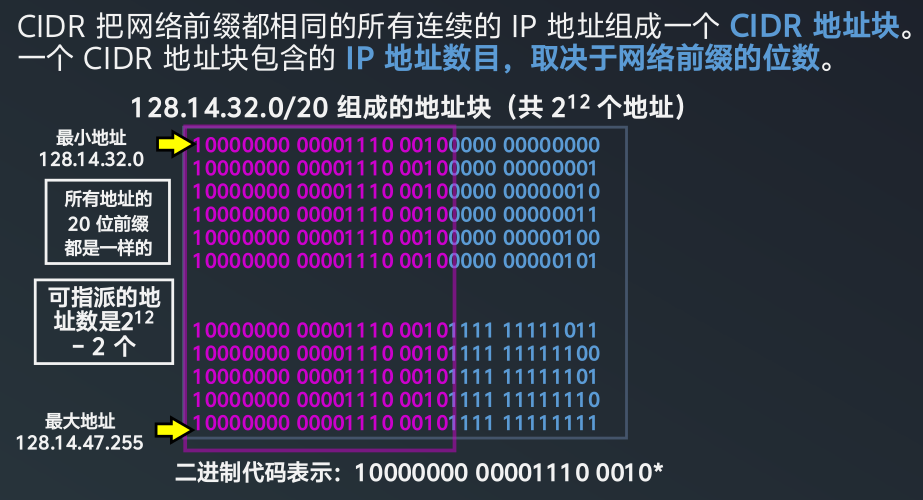 CIDR 把网络前缀都相同的所有连续的 IP 地址组成一个 CIDR 地址块。
一个 CIDR 地址块包含的 IP 地址数目，取决于网络前缀的位数。
128.14.32.0/20 组成的地址块（共 2¹² 个地址）
最小地址
128.14.32.0
所有地址的
20 位前缀
都是一样的
可指派的地
址数是2¹²
– 2 个
最大地址
128.14.47.255
10000000 00001110 00100000 00000000
10000000 00001110 00100000 00000001
10000000 00001110 00100000 00000010
10000000 00001110 00100000 00000011
10000000 00001110 00100000 00000100
10000000 00001110 00100000 00000101
10000000 00001110 00101111 11111011
10000000 00001110 00101111 11111100
10000000 00001110 00101111 11111101
10000000 00001110 00101111 11111110
10000000 00001110 00101111 11111111
二进制代码表示：10000000 00001110 0010*